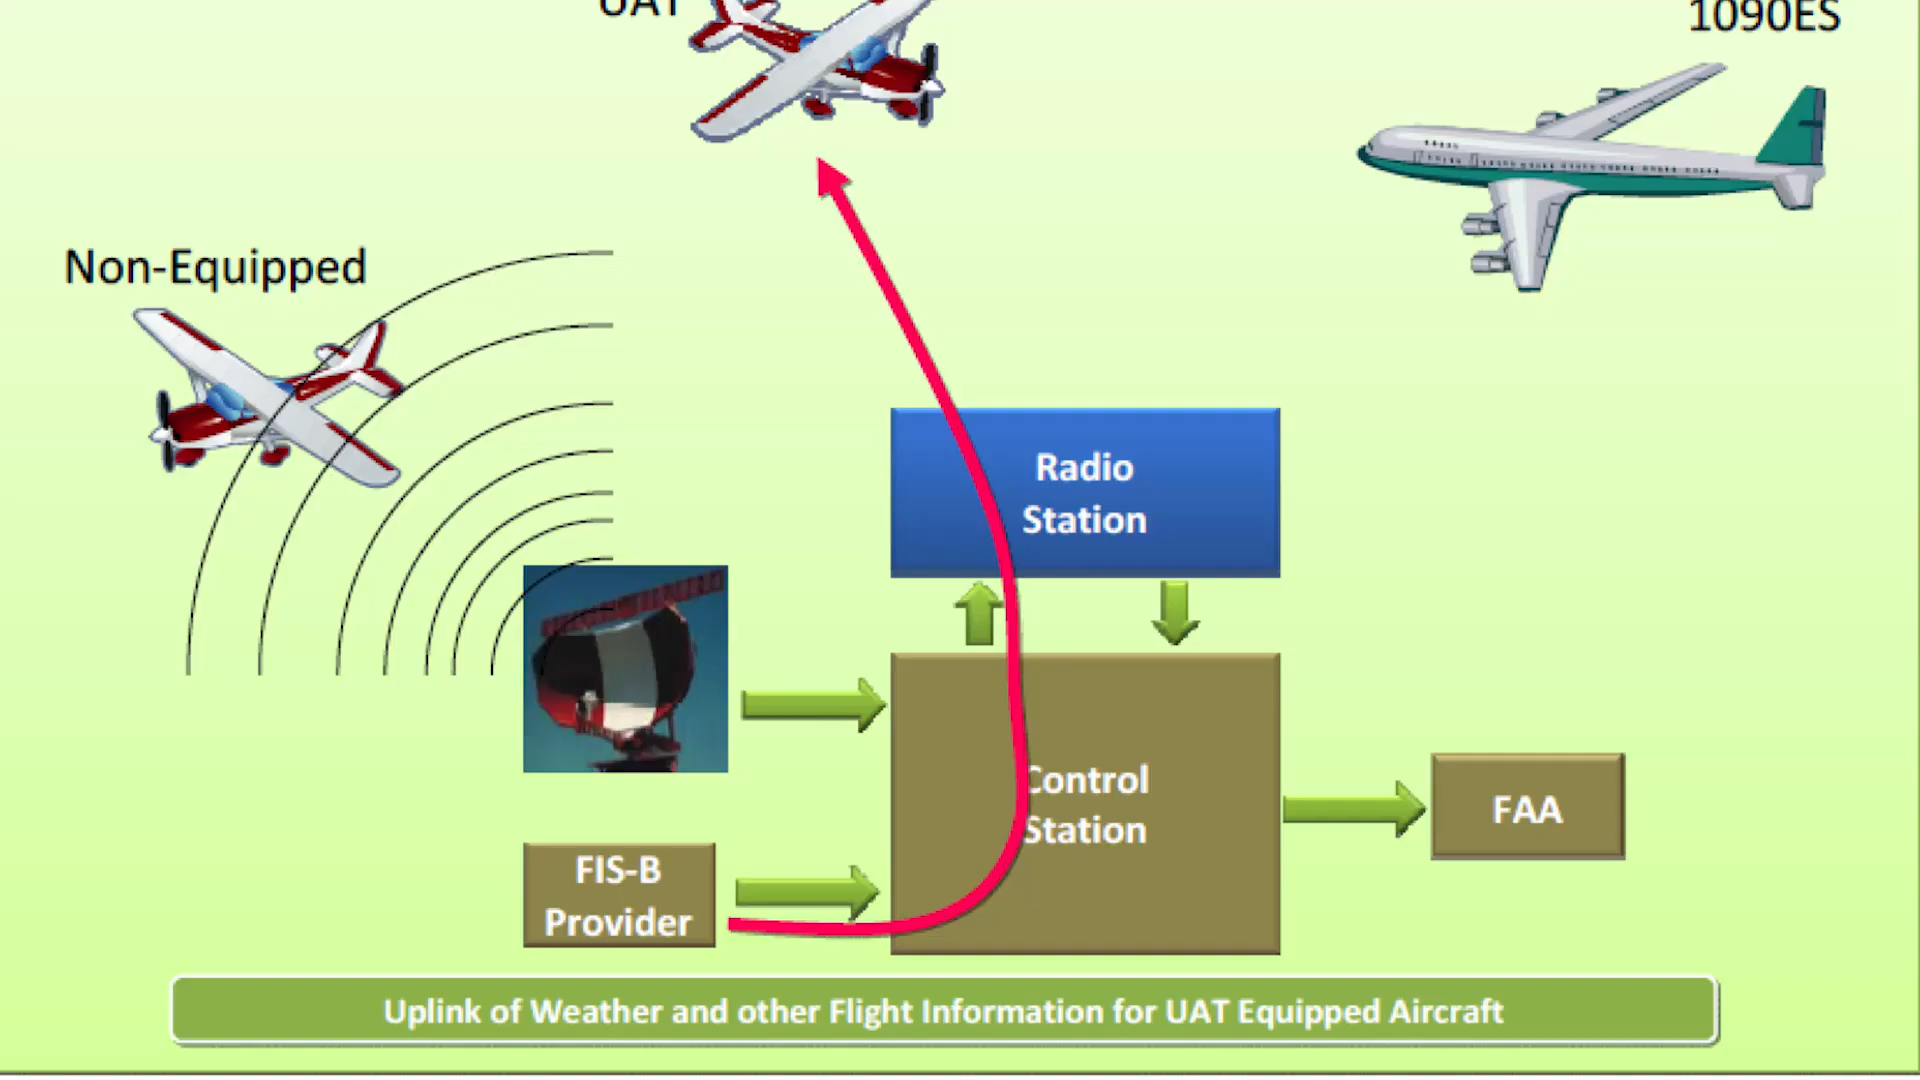 UAT
1090ES
Non-Equipped
Radio
Station
Control
Station
FAA
FIS-B
Provider
Uplink of Weather and other Flight Information for UAT Equipped Aircraft